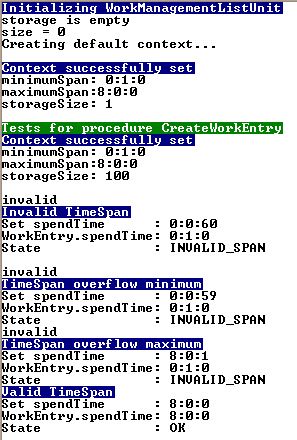 Initializing WorkManagementListUnit
storage is empty
size = 0
Creating default context...
Context successfully set
minimumSpan: 0:1:0
maximumSpan:8:0:0
storageSize: 1
Tests for procedure CreateWorkEntry
Context successfully set
minimumSpan: 0:1:0
maximumSpan:8:0:0
storageSize: 100
invalid
Invalid TimeSpan
Set spendTime      : 0:0:60
WorkEntry.spendTime: 0:1:0
State              : INVALID_SPAN
invalid
TimeSpan overflow minimum
Set spendTime      : 0:0:59
WorkEntry.spendTime: 0:1:0
State              : INVALID_SPAN
invalid
TimeSpan overflow maximum
Set spendTime      : 8:0:1
WorkEntry.spendTime: 0:1:0
State              : INVALID_SPAN
Valid TimeSpan
Set spendTime      : 8:0:0
WorkEntry.spendTime: 8:0:0
State              : OK